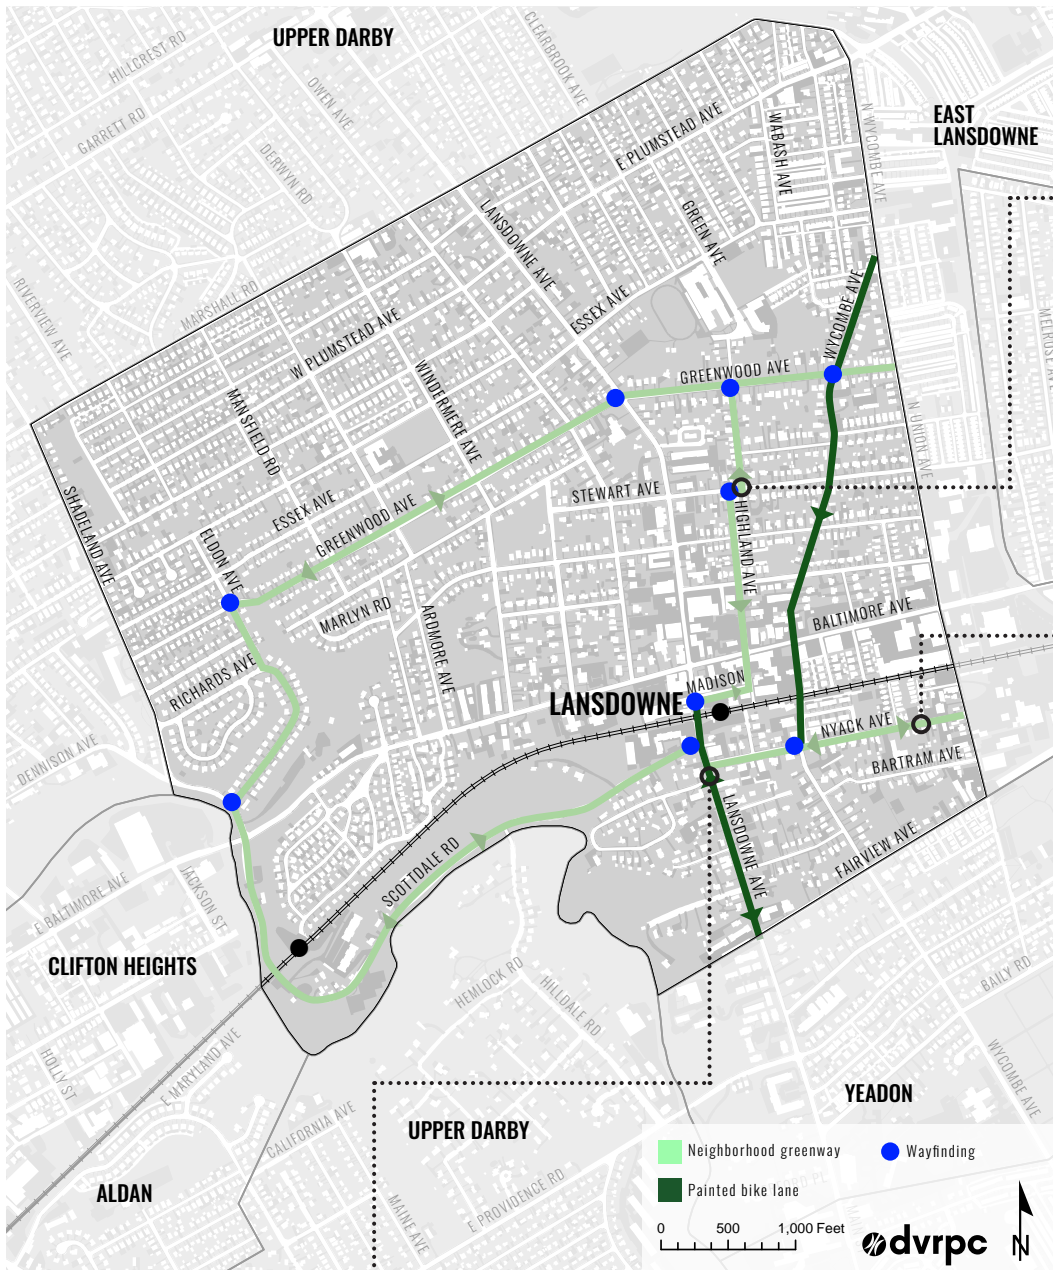 UPPER DARBY
HILLCREST RD
CLEARBROOK AVE
OWEN AVE
GARRETT RD
DERWYN RD
EAST
LANSDOWNE
N WYCOMBE AVE
E PLUMSTEAD AVE
WABASH AVE
GREEN AVE
LANSDOWNE AVE
RIVERVIEW AVE
MARSHALL RD
ESSEX AVE
W PLUMSTEAD AVE
WYCOMBE AVE
MELROSE AVE
GREENWOOD AVE
WINDERMERE AVE
MANSFIELD RD
N UNION AVE
SHADELAND AVE
ESSEX AVE
GREENWOOD AVE
STEWART AVE
HIGHLAND AVE
ELDON AVE
MARLYN RD
ARDMORE AVE
BALTIMORE AVE
RICHARDS AVE
MADISON
LANSDOWNE
NYACK AVE
BARTRAM AVE
DENNISON AVE
LANSDOWNE AVE
FAIRVIEW AVE
SCOTTDALE RD
E BALTIMORE AVE
JACKSON ST
CLIFTON HEIGHTS
HEMLOCK RD
HILLDALE RD
BAILY RD
HOLLY ST
E MARYLAND AVE
WYCOMBE AVE
YEADON
CALIFORNIA AVE
UPPER DARBY
ALDAN
MAINE AVE
E PROVIDENCE RD
Neighborhood greenway
Wayfinding
Painted bike lane
0 500 1,000 Feet
dvrpc
N